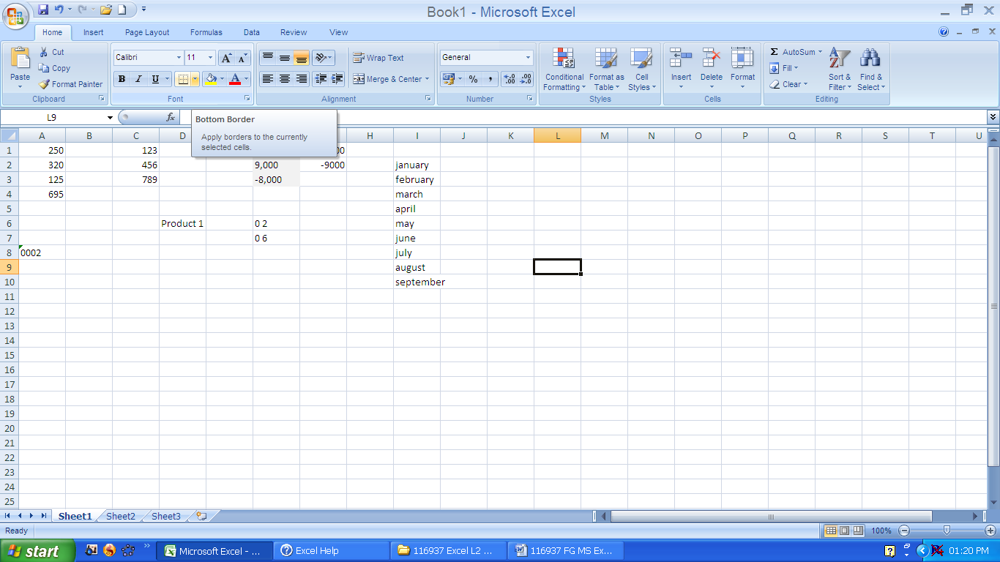 Book1 - Microsoft Excel
Home Insert Page Layout Formulas Data Review View
Paste
Cut
Copy
Format Painter
Clipboard
Calibri 11
B I U
Font
Wrap Text
Merge & Center
Alignment
General
% ,
Number
Conditional Formatting
Format as Table
Cell Styles
Styles
Insert
Delete
Format
Cells
Σ AutoSum
Fill
Clear
Sort & Filter
Find & Select
Editing
L9 fx
Bottom Border
Apply borders to the currently
selected cells.
A B C D H I J K L M N O P Q R S T U
1 250 123
2 320 456 9,000 -9000 january
3 125 789 -8,000 february
4 695 march
5 april
6 Product 1 0 2 may
7 0 6 june
8 0002 july
9 august
10 september
11
12
13
14
15
16
17
18
19
20
21
22
23
24
25
Sheet1 Sheet2 Sheet3
Ready 100%
start Microsoft Excel - ... Excel Help 116937 Excel L2 ... 116937 FG MS Ex... 01:20 PM